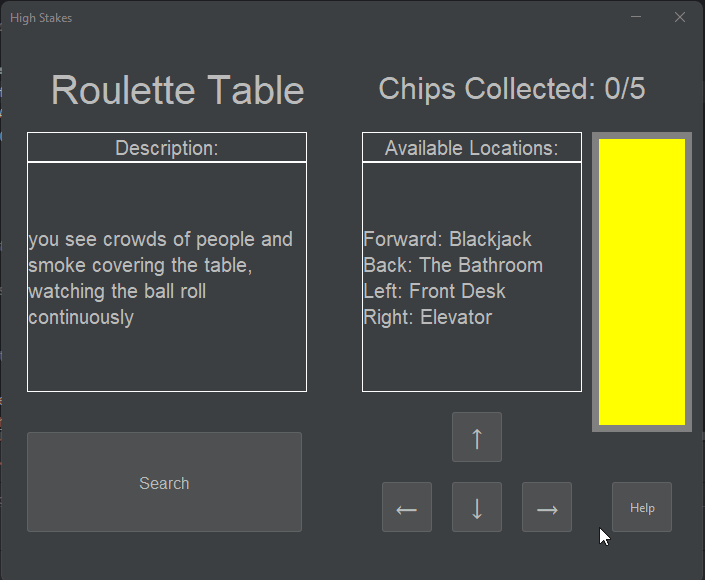 High Stakes
Roulette Table
Chips Collected: 0/5
Description:
you see crowds of people and
smoke covering the table,
watching the ball roll
continuously
Available Locations:
Forward: Blackjack
Back: The Bathroom
Left: Front Desk
Right: Elevator
Search
↑
← ↓ →
Help